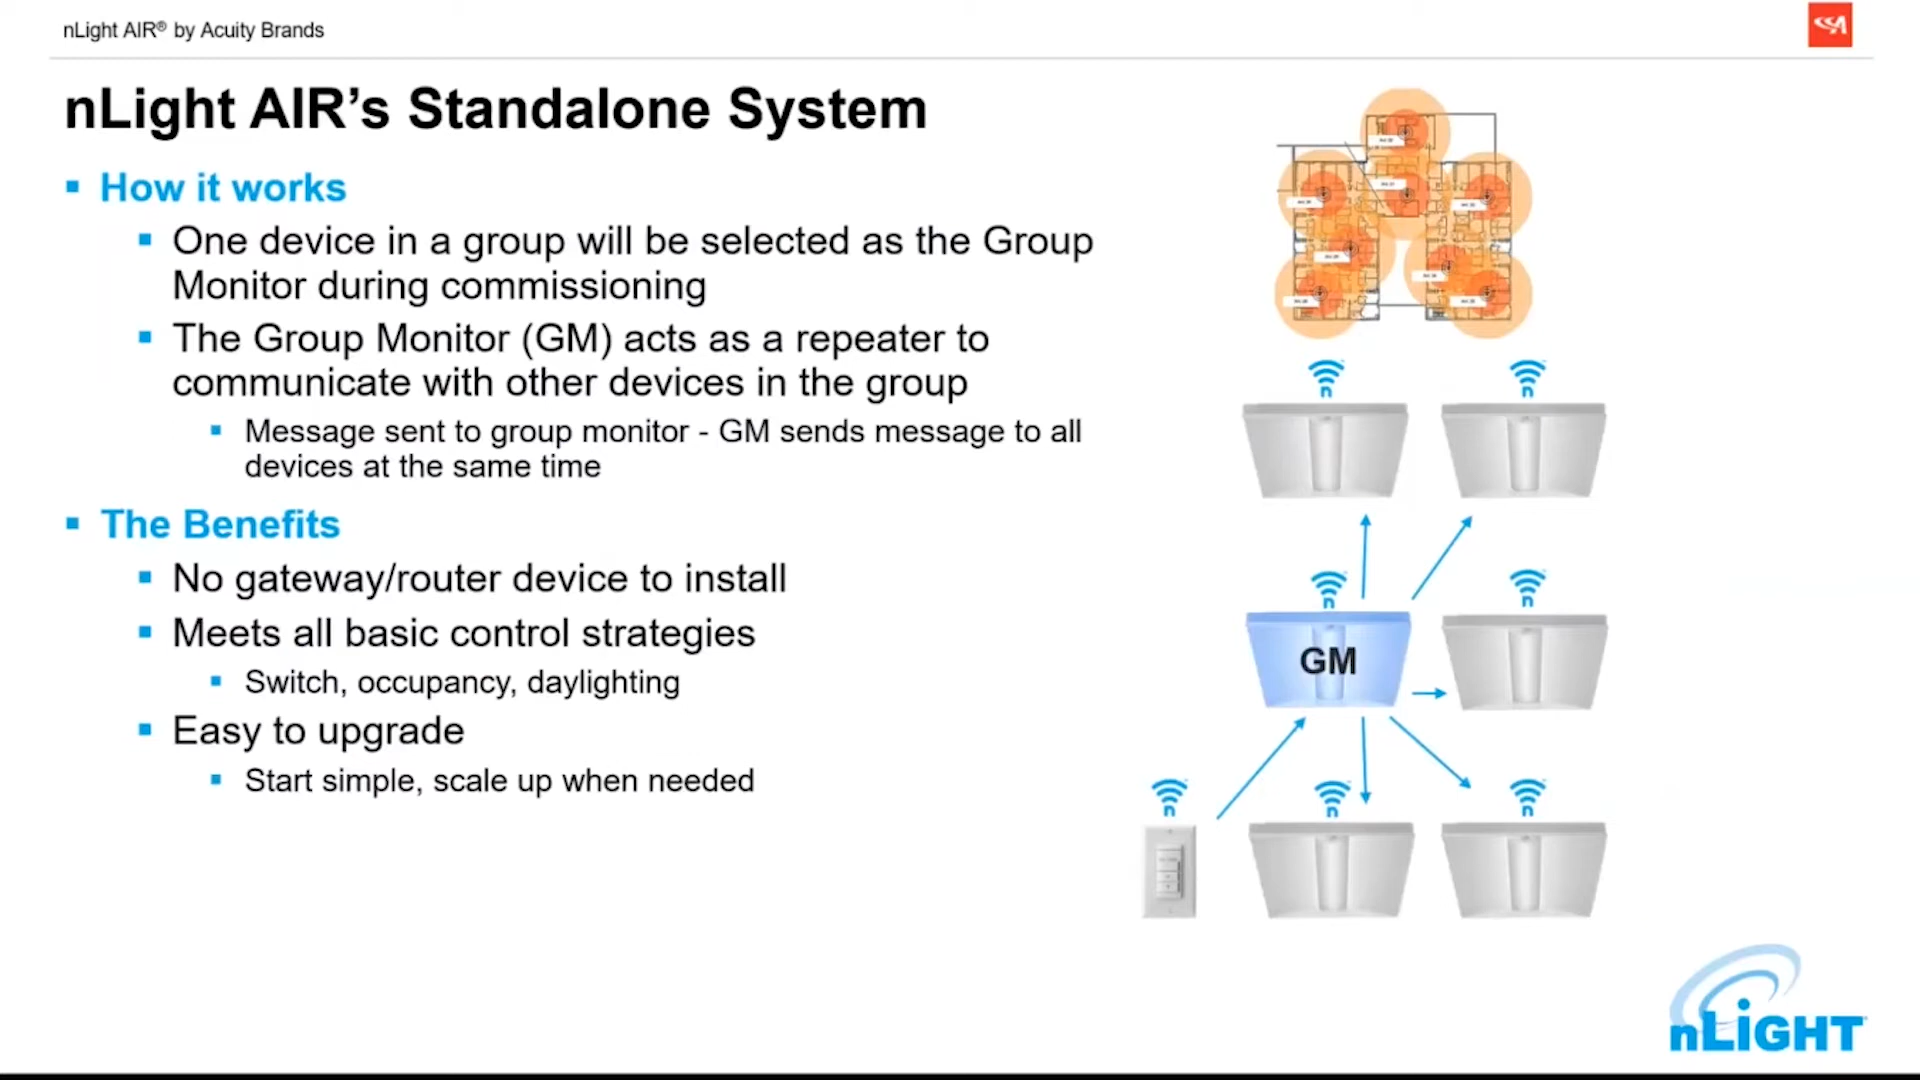 nLight AIR® by Acuity Brands
nLight AIR's Standalone System
How it works
One device in a group will be selected as the Group
Monitor during commissioning
The Group Monitor (GM) acts as a repeater to
communicate with other devices in the group
Message sent to group monitor - GM sends message to all
devices at the same time
The Benefits
No gateway/router device to install
Meets all basic control strategies
Switch, occupancy, daylighting
Easy to upgrade
Start simple, scale up when needed
GM
nLIGHT